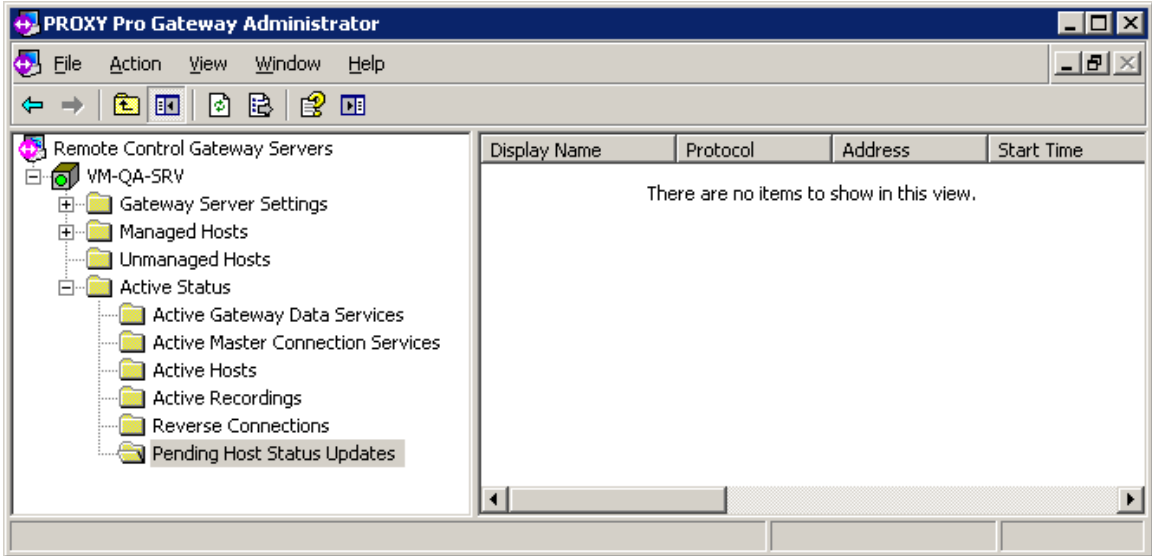 PROXY Pro Gateway Administrator
File Action View Window Help
Remote Control Gateway Servers
VM-QA-SRV
Gateway Server Settings
Managed Hosts
Unmanaged Hosts
Active Status
Active Gateway Data Services
Active Master Connection Services
Active Hosts
Active Recordings
Reverse Connections
Pending Host Status Updates
Display Name Protocol Address Start Time
There are no items to show in this view.